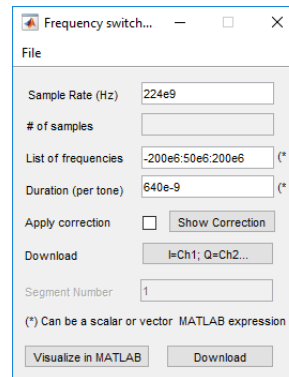 Frequency switch...
File
Sample Rate (Hz) 224e9
# of samples
List of frequencies -200e6:50e6:200e6 (*
Duration (per tone) 640e-9 (*
Apply correction Show Correction
Download I=Ch1; Q=Ch2...
Segment Number 1
(*) Can be a scalar or vector MATLAB expression
Visualize in MATLAB Download